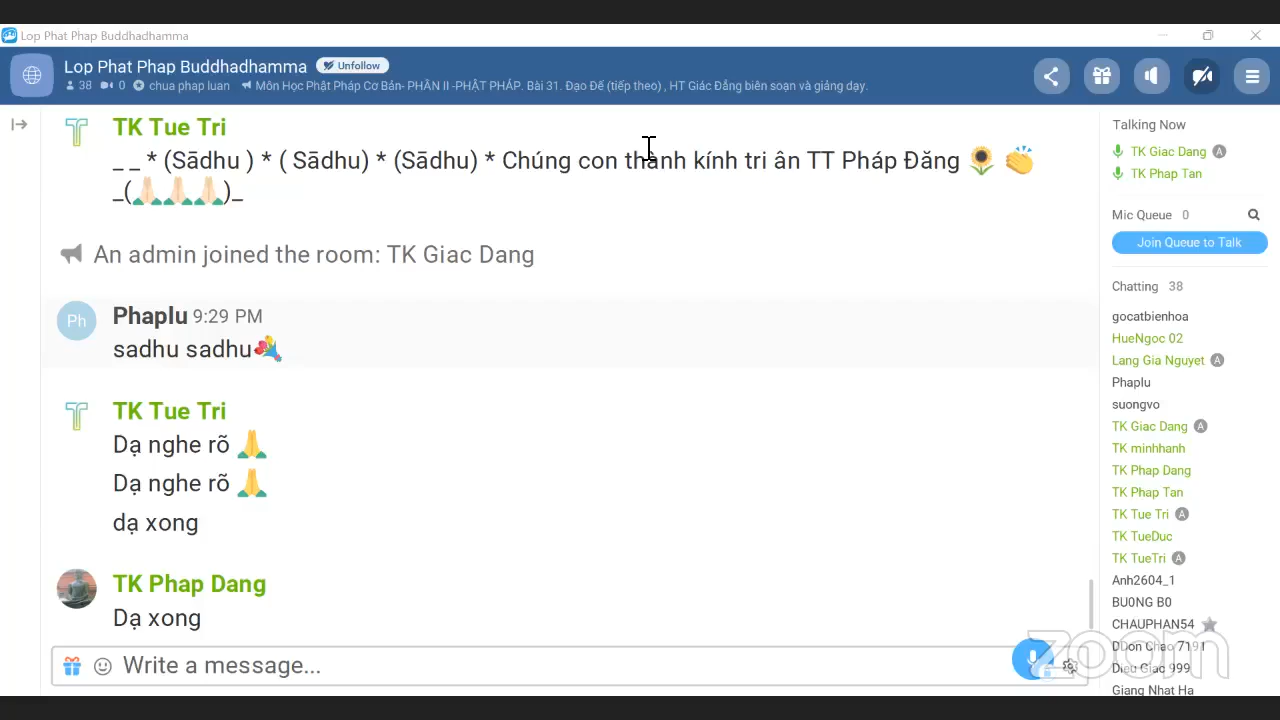 Lop Phat Phap Buddhadhamma
Lop Phat Phap Buddhadhamma Unfollow
38 0 chua phap luan Môn Học Phật Pháp Cơ Bản- PHẦN II -PHẬT PHÁP. Bài 31. Đạo Đế (tiếp theo) , HT Giác Đẳng biên soạn và giảng dạy.
TK Tue Tri
_ _ * (Sādhu ) * ( Sādhu) * (Sādhu) * Chúng con thành kính tri ân TT Pháp Đăng 🌻 👏
_(🙏🏻🙏🏻🙏🏻)_
An admin joined the room: TK Giac Dang
Ph
Phaplu 9:29 PM
sadhu sadhu💐
TK Tue Tri
Dạ nghe rõ 🙏
Dạ nghe rõ 🙏
dạ xong
TK Phap Dang
Dạ xong
Write a message...
Talking Now
TK Giac Dang A
TK Phap Tan
Mic Queue 0
Join Queue to Talk
Chatting 38
gocatbienhoa
HueNgoc 02
Lang Gia Nguyet A
Phaplu
suongvo
TK Giac Dang A
TK minhhanh
TK Phap Dang
TK Phap Tan
TK Tue Tri A
TK TueDuc
TK TueTri A
Anh2604_1
BU0NG B0
CHAUPHAN54
DDon Chao 7191
Dieu Giac 999
Giang Nhat Ha
zoom